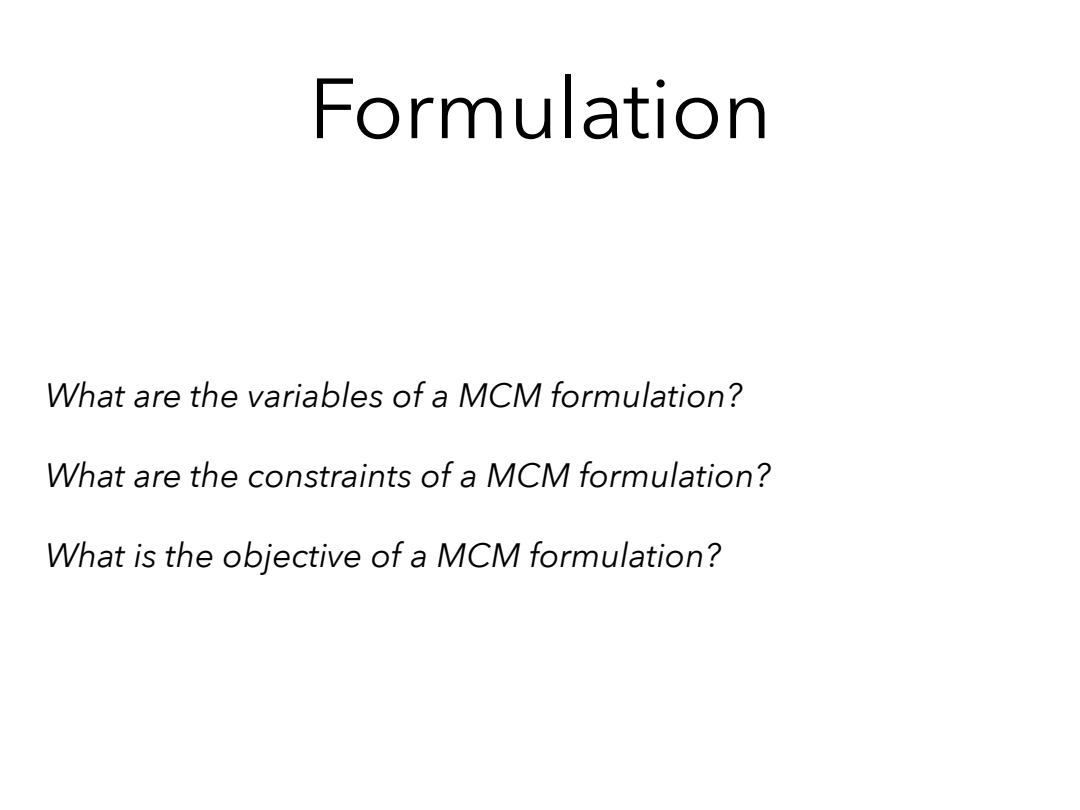 Formulation
What are the variables of a MCM formulation?
What are the constraints of a MCM formulation?
What is the objective of a MCM formulation?